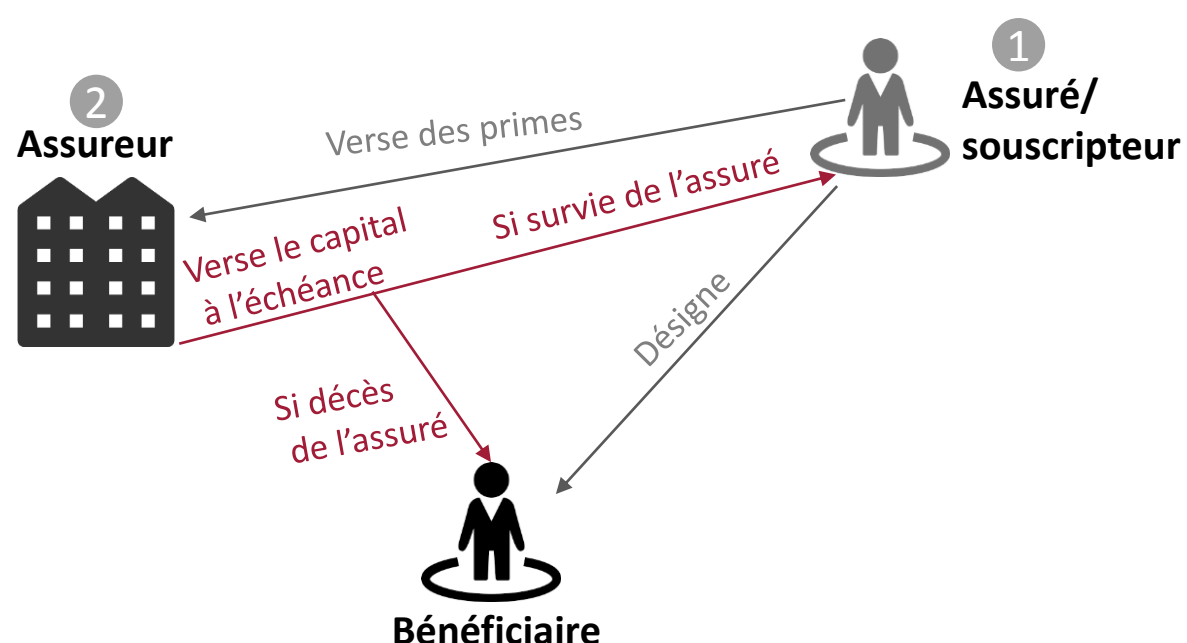 1
Assuré/
souscripteur
2
Assureur
Verse des primes
Si survie de l’assuré
Verse le capital
à l’échéance
Désigne
Si décès
de l’assuré
Bénéficiaire